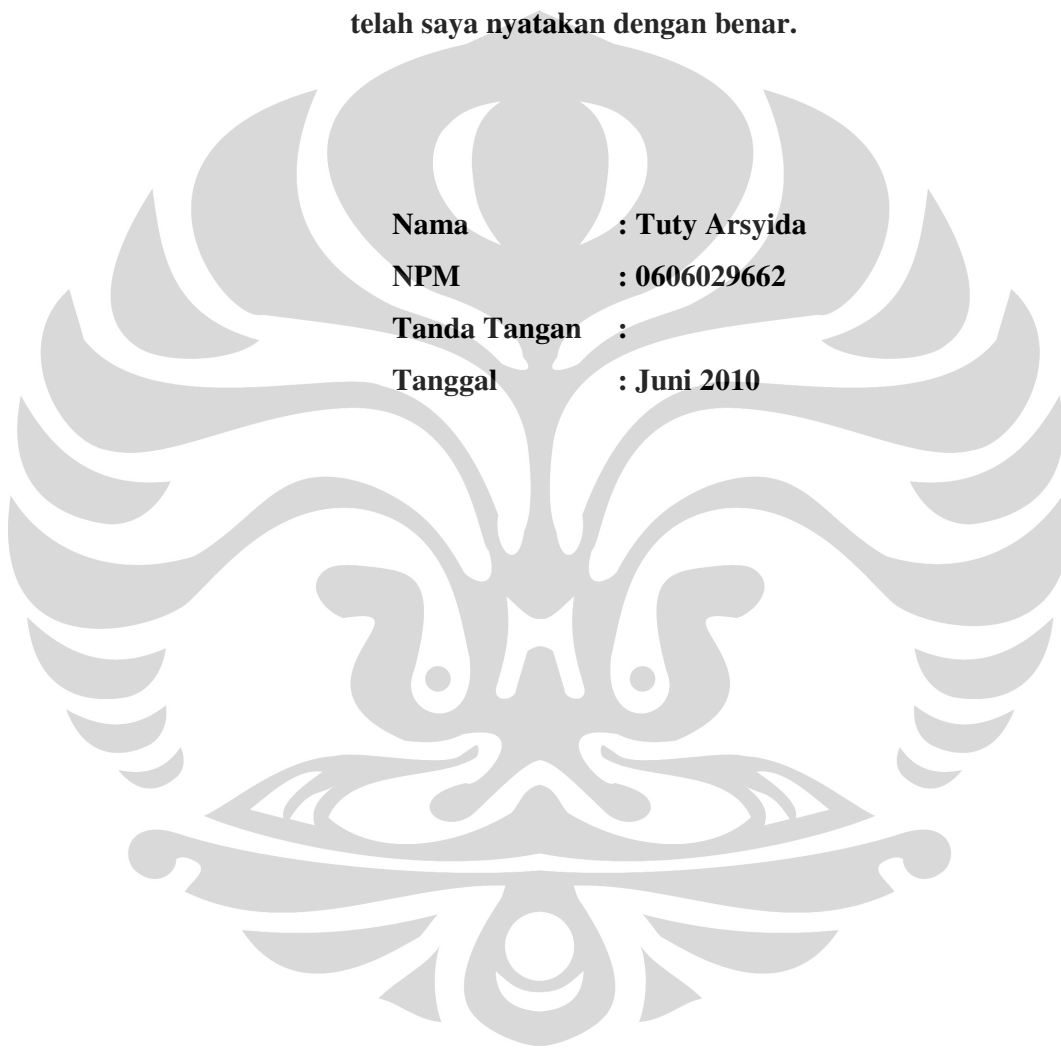 telah saya nyatakan dengan benar.
Nama : Tuty Arsyida
NPM : 0606029662
Tanda Tangan :
Tanggal : Juni 2010